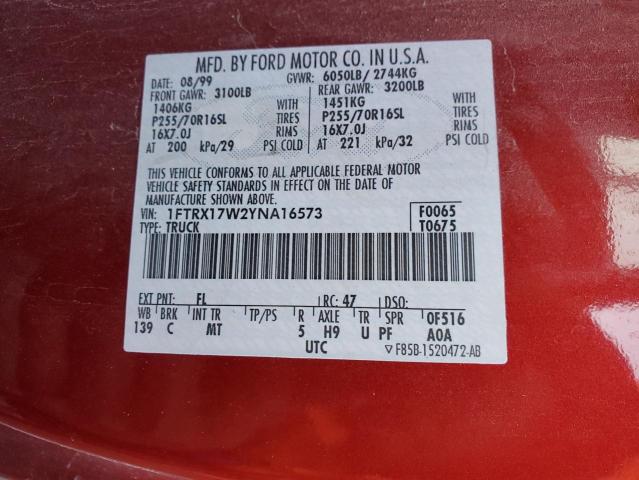 MFD. BY FORD MOTOR CO. IN U.S.A.
DATE: 08/99 GVWR: 6050LB/ 2744KG
FRONT GAWR: 3100LB REAR GAWR: 3200LB
1406KG WITH 1451KG WITH
P255/70R16SL TIRES P255/70R16SL TIRES
16X7.0J RIMS 16X7.0J RIMS
AT 200 kPa/29 PSI COLD AT 221 kPa/32 PSI COLD
THIS VEHICLE CONFORMS TO ALL APPLICABLE FEDERAL MOTOR
VEHICLE SAFETY STANDARDS IN EFFECT ON THE DATE OF
MANUFACTURE SHOWN ABOVE.
VIN: 1FTRX17W2YNA16573 F0065
TYPE: TRUCK T0675
EXT PNT: FL RC: 47 DSO:
WB BRK INT TR TP/PS R AXLE TR SPR 0F516
139 C MT 5 H9 U PF A0A
UTC ▽ F85B-1520472-AB